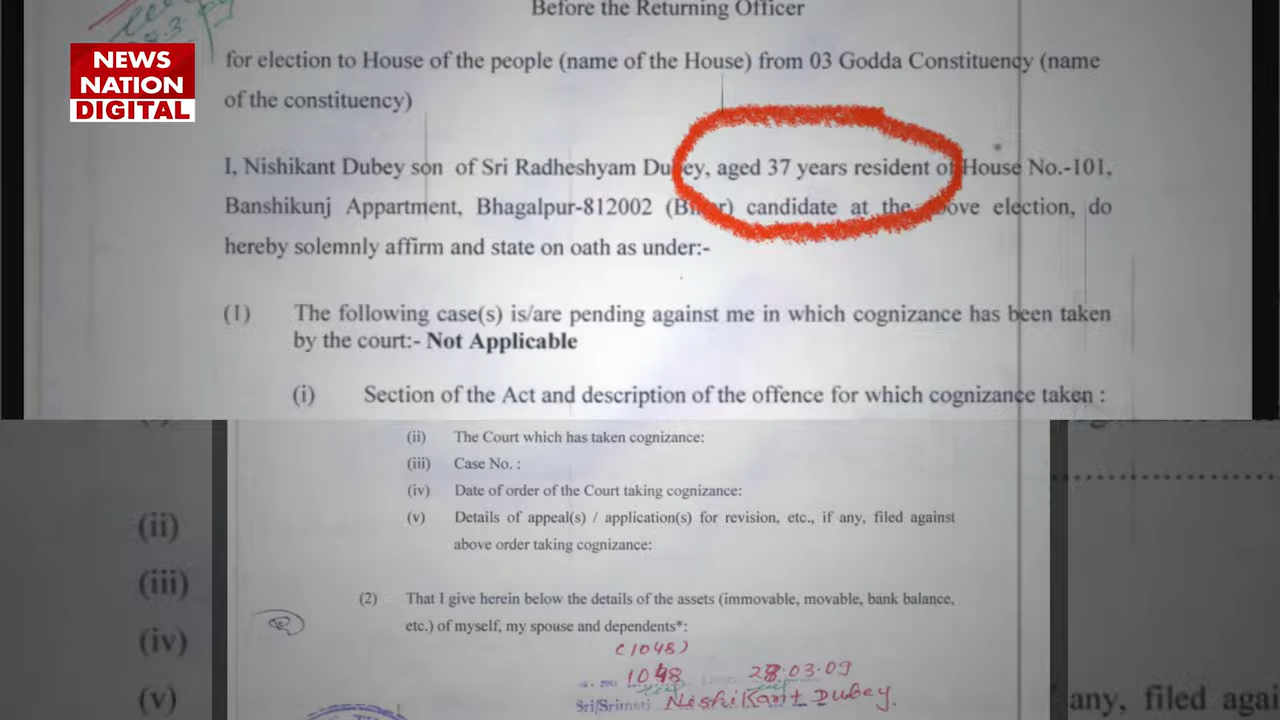 Before the Returning Officer
NEWS
NATION
DIGITAL
for election to House of the people (name of the House) from 03 Godda Constituency (name
of the constituency)
I, Nishikant Dubey son of Sri Radheshyam Dubey, aged 37 years resident of House No.-101,
Banshikunj Appartment, Bhagalpur-812002 (Bihar) candidate at the above election, do
hereby solemnly affirm and state on oath as under:-
(1) The following case(s) is/are pending against me in which cognizance has been taken
by the court:- Not Applicable
(i) Section of the Act and description of the offence for which cognizance taken :
(ii) The Court which has taken cognizance:
(iii) Case No. :
(iv) Date of order of the Court taking cognizance:
(v) Details of appeal(s) / application(s) for revision, etc., if any, filed against
above order taking cognizance:
(2) That I give herein below the details of the assets (immovable, movable, bank balance,
etc.) of myself, my spouse and dependents*:
(1048)
1048 28.03.09
Sri/Srimati Nishikant Dubey.
(ii)
(iii)
(iv)
(v)
any, filed agai